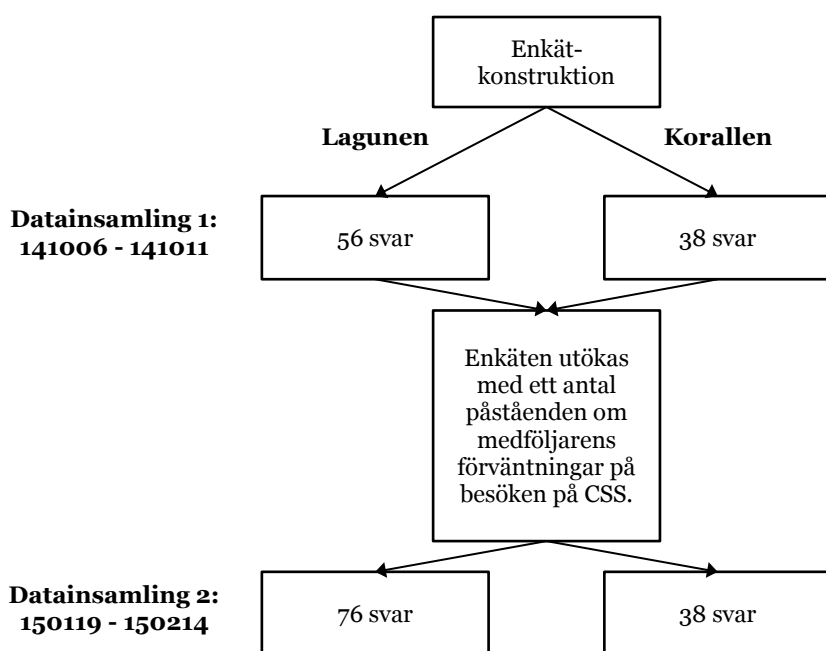 Enkät-
konstruktion
Lagunen
Korallen
Datainsamling 1:
141006 - 141011
56 svar
38 svar
Enkäten utökas
med ett antal
påståenden om
medföljarens
förväntningar på
besöken på CSS.
Datainsamling 2:
150119 - 150214
76 svar
38 svar